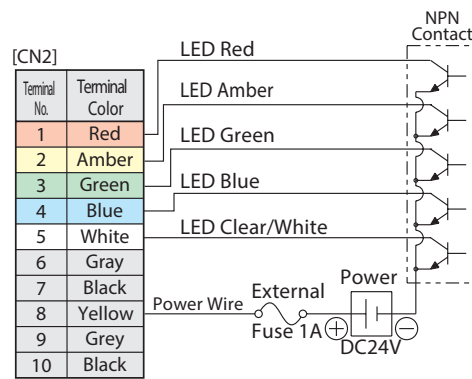 NPN
Contact
[CN2]
LED Red
Terminal No. Terminal Color
1 Red
LED Amber
2 Amber
LED Green
3 Green
LED Blue
4 Blue
LED Clear/White
5 White
6 Gray
7 Black
8 Yellow
Power Wire
External
Fuse 1A
Power
+ −
DC24V
9 Grey
10 Black